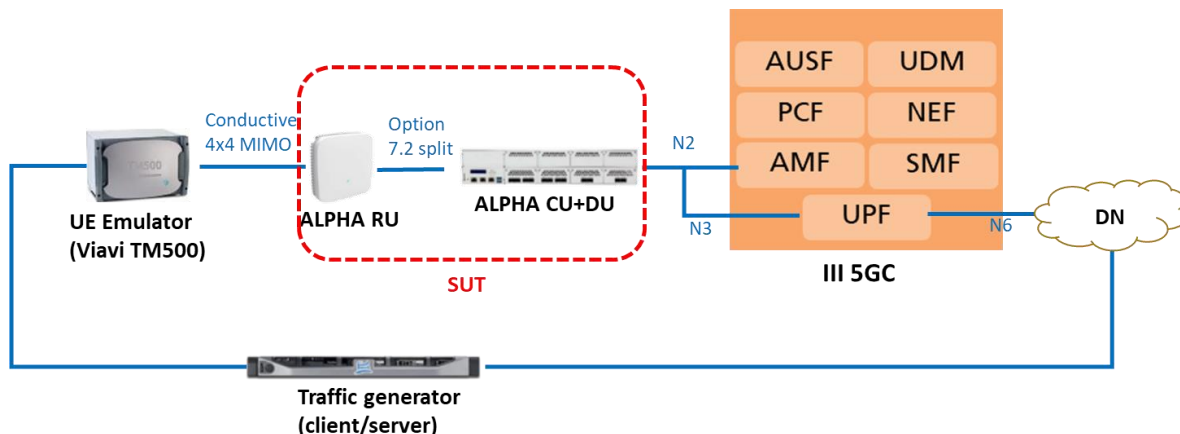 AUSF
UDM
PCF
NEF
AMF
SMF
UPF
III 5GC
Conductive
4x4 MIMO
Option
7.2 split
N2
N3
N6
DN
TM500
UE Emulator
(Viavi TM500)
ALPHA RU
ALPHA CU+DU
SUT
Traffic generator
(client/server)